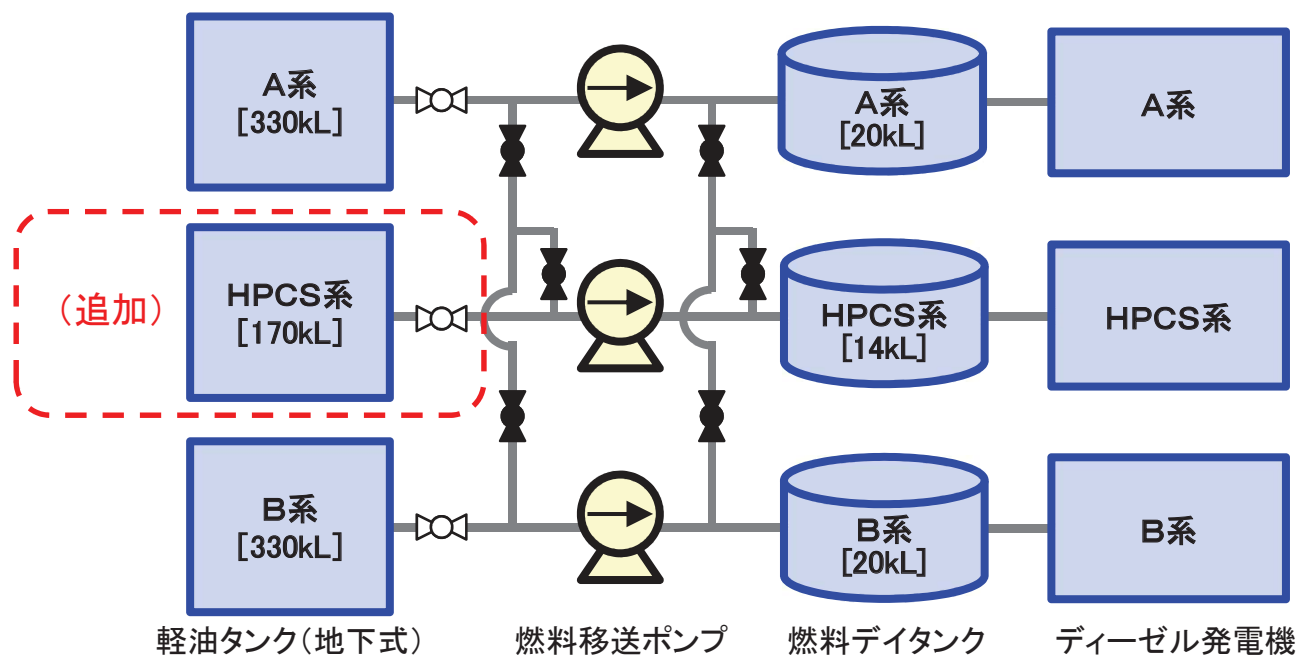 A系
[330kL]
A系
[20kL]
A系
(追加)
HPCS系
[170kL]
HPCS系
[14kL]
HPCS系
B系
[330kL]
B系
[20kL]
B系
軽油タンク(地下式)
燃料移送ポンプ
燃料デイタンク
ディーゼル発電機